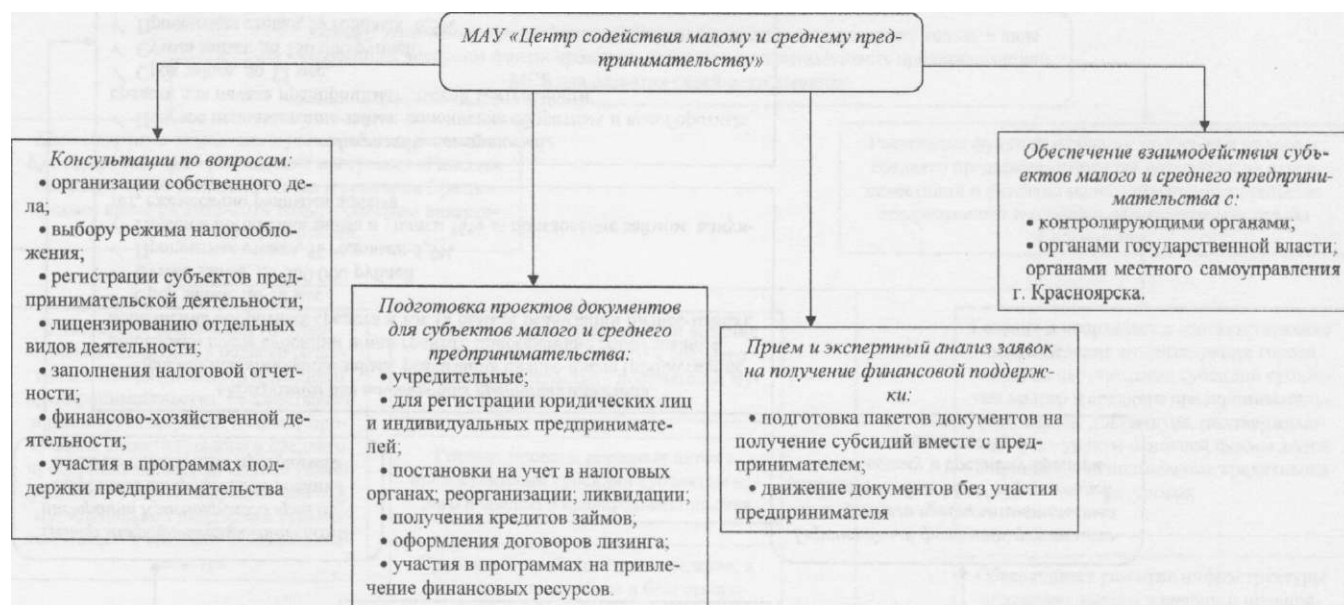 МАУ «Центр содействия малому и среднему пред-
принимательству»
Консультации по вопросам:
• организации собственного де-
ла;
• выбору режима налогообло-
жения;
• регистрации субъектов пред-
принимательской деятельности;
• лицензированию отдельных
видов деятельности;
• заполнения налоговой отчет-
ности;
• финансово-хозяйственной де-
ятельности;
• участия в программах под-
держки предпринимательства
Подготовка проектов документов
для субъектов малого и среднего
предпринимательства:
• учредительные;
• для регистрации юридических лиц
и индивидуальных предпринимате-
лей;
• постановки на учет в налоговых
органах; реорганизации; ликвидации;
• получения кредитов займов;
• оформления договоров лизинга;
• участия в программах на привле-
чение финансовых ресурсов.
Прием и экспертный анализ заявок
на получение финансовой поддерж-
ки:
• подготовка пакетов документов на
получение субсидий вместе с пред-
принимателем;
• движение документов без участия
предпринимателя
Обеспечение взаимодействия субъ-
ектов малого и среднего предприни-
мательства с:
• контролирующими органами;
• органами государственной власти;
органами местного самоуправления
г. Красноярска.